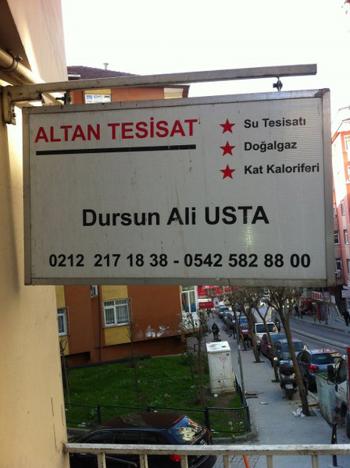 ALTAN TESİSAT
Su Tesisatı
Doğalgaz
Kat Kaloriferi
Dursun Ali USTA
0212 217 18 38 - 0542 582 88 00